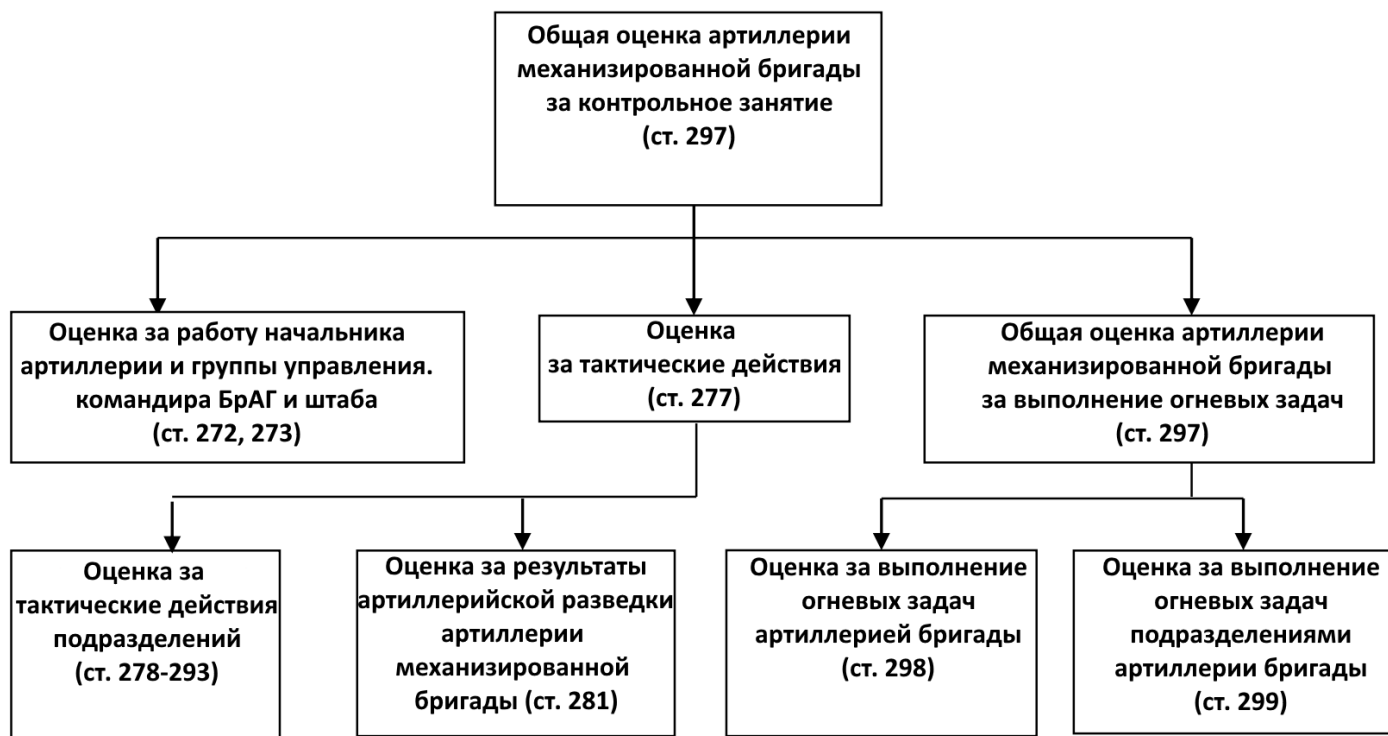 Общая оценка артиллерии
механизированной бригады
за контрольное занятие
(ст. 297)
Оценка за работу начальника
артиллерии и группы управления.
командира БрАГ и штаба
(ст. 272, 273)
Оценка
за тактические действия
(ст. 277)
Общая оценка артиллерии
механизированной бригады
за выполнение огневых задач
(ст. 297)
Оценка за
тактические действия
подразделений
(ст. 278-293)
Оценка за результаты
артиллерийской разведки
артиллерии
механизированной
бригады (ст. 281)
Оценка за выполнение
огневых задач
артиллерией бригады
(ст. 298)
Оценка за выполнение
огневых задач
подразделениями
артиллерии бригады
(ст. 299)